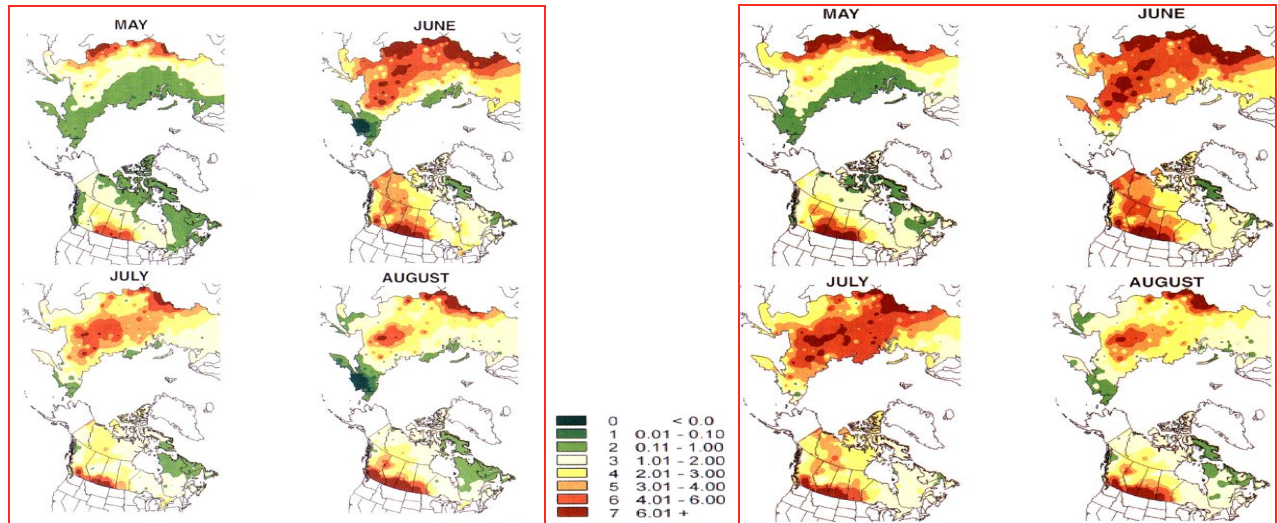 MAY
JUNE
JULY
AUGUST
0 < 0.0
1 0.01 - 0.10
2 0.11 - 1.00
3 1.01 - 2.00
4 2.01 - 3.00
5 3.01 - 4.00
6 4.01 - 6.00
7 6.01 +
MAY
JUNE
JULY
AUGUST